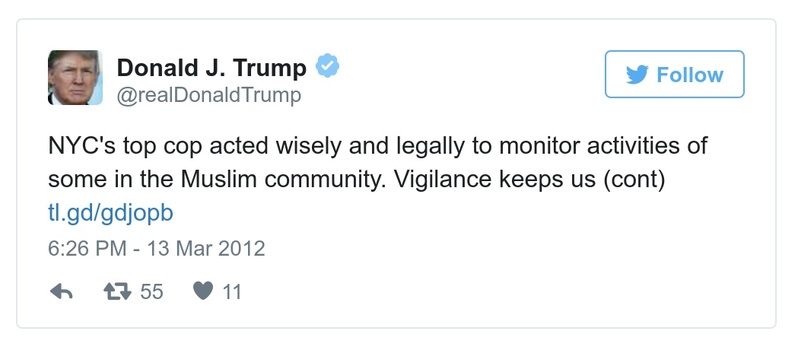 Donald J. Trump
@realDonaldTrump
Follow
NYC's top cop acted wisely and legally to monitor activities of
some in the Muslim community. Vigilance keeps us (cont)
tl.gd/gdjopb
6:26 PM - 13 Mar 2012
55 11